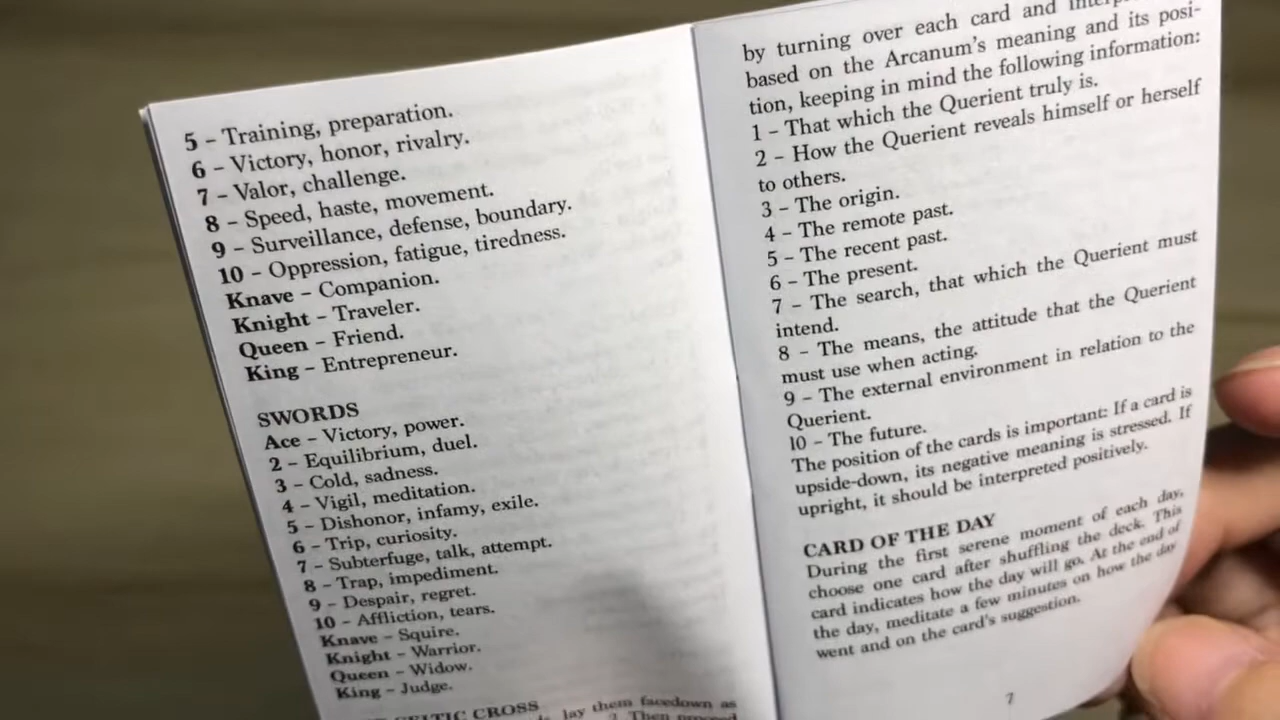 5 – Training, preparation.
6 – Victory, honor, rivalry.
7 – Valor, challenge.
8 – Speed, haste, movement.
9 – Surveillance, defense, boundary.
10 – Oppression, fatigue, tiredness.
Knave – Companion.
Knight – Traveler.
Queen – Friend.
King – Entrepreneur.
SWORDS
Ace – Victory, power.
2 – Equilibrium, duel.
3 – Cold, sadness.
4 – Vigil, meditation.
5 – Dishonor, infamy, exile.
6 – Trip, curiosity.
7 – Subterfuge, talk, attempt.
8 – Trap, impediment.
9 – Despair, regret.
10 – Affliction, tears.
Knave – Squire.
Knight – Warrior.
Queen – Widow.
King – Judge.
CELTIC CROSS
lay them facedown as
Then
by turning over each card and
based on the Arcanum's meaning and its posi-
tion, keeping in mind the following information:
1 – That which the Querient truly is.
2 – How the Querient reveals himself or herself
to others.
3 – The origin.
4 – The remote past.
5 – The recent past.
6 – The present.
7 – The search, that which the Querient must
intend.
8 – The means, the attitude that the Querient
must use when acting.
9 – The external environment in relation to the
Querient.
10 – The future.
The position of the cards is important: If a card is
upside-down, its negative meaning is stressed. If
upright, it should be interpreted positively.
CARD OF THE DAY
During the first serene moment of each day,
choose one card after shuffling the deck. This
card indicates how the day will go. At the end of
the day, meditate a few minutes on how the day
went and on the card's suggestion.
7